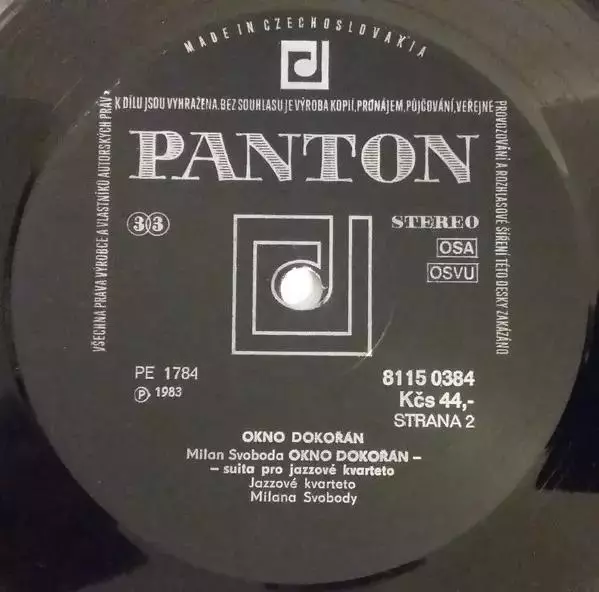 MADE IN CZECHOSLOVAKIA
VŠECHNA PRÁVA VÝROBCE A VLASTNÍKŮ AUTORSKÝCH PRÁV
K DÍLU JSOU VYHRAŽENA. BEZ SOUHLASU JE VÝROBA KOPIÍ, PRONÁJEM, PŮJČOVÁNÍ, VEŘEJNÉ
PROVOZOVÁNÍ A ROZHLASOVÉ ŠÍŘENÍ TÉTO DESKY ZAKÁZÁNO
PANTON
33
STEREO
OSA
OSVU
PE 1784
Ⓟ 1983
8115 0384
Kčs 44,-
STRANA 2
OKNO DOKOŘÁN
Milan Svoboda OKNO DOKOŘÁN –
– suita pro jazzové kvarteto
Jazzové kvarteto
Milana Svobody